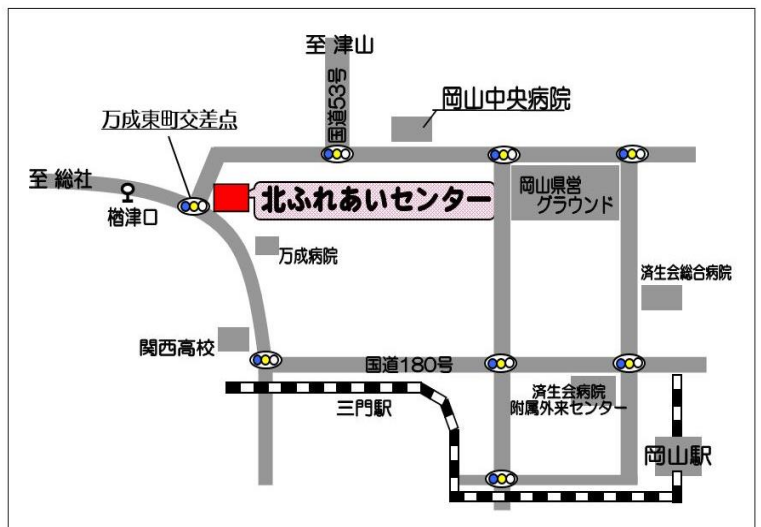 至 津山
国道53号
岡山中央病院
万成東町交差点
至 総社
楢津口
北ふれあいセンター
岡山県営
グラウンド
万成病院
済生会総合病院
関西高校
国道180号
三門駅
済生会病院
附属外来センター
岡山駅